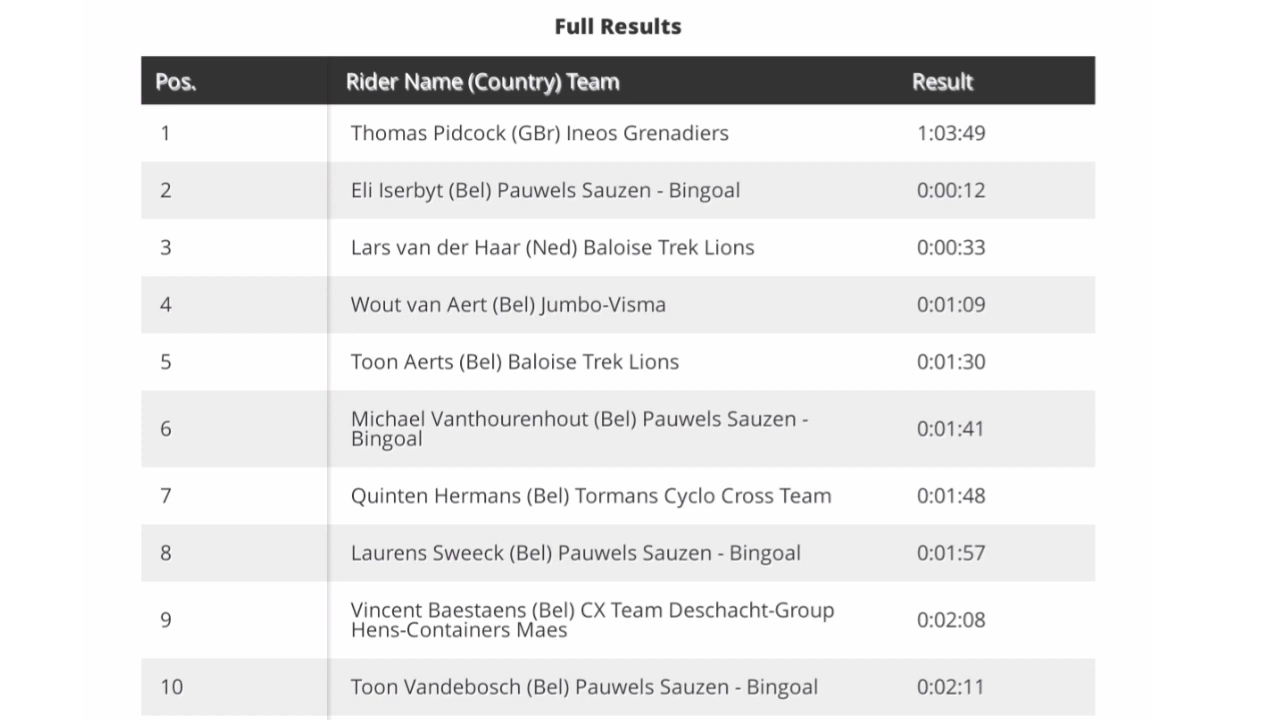 Full Results
Pos. Rider Name (Country) Team Result
1 Thomas Pidcock (GBr) Ineos Grenadiers 1:03:49
2 Eli Iserbyt (Bel) Pauwels Sauzen - Bingoal 0:00:12
3 Lars van der Haar (Ned) Baloise Trek Lions 0:00:33
4 Wout van Aert (Bel) Jumbo-Visma 0:01:09
5 Toon Aerts (Bel) Baloise Trek Lions 0:01:30
6 Michael Vanthourenhout (Bel) Pauwels Sauzen - 0:01:41
Bingoal
7 Quinten Hermans (Bel) Tormans Cyclo Cross Team 0:01:48
8 Laurens Sweeck (Bel) Pauwels Sauzen - Bingoal 0:01:57
9 Vincent Baestaens (Bel) CX Team Deschacht-Group 0:02:08
Hens-Containers Maes
10 Toon Vandebosch (Bel) Pauwels Sauzen - Bingoal 0:02:11